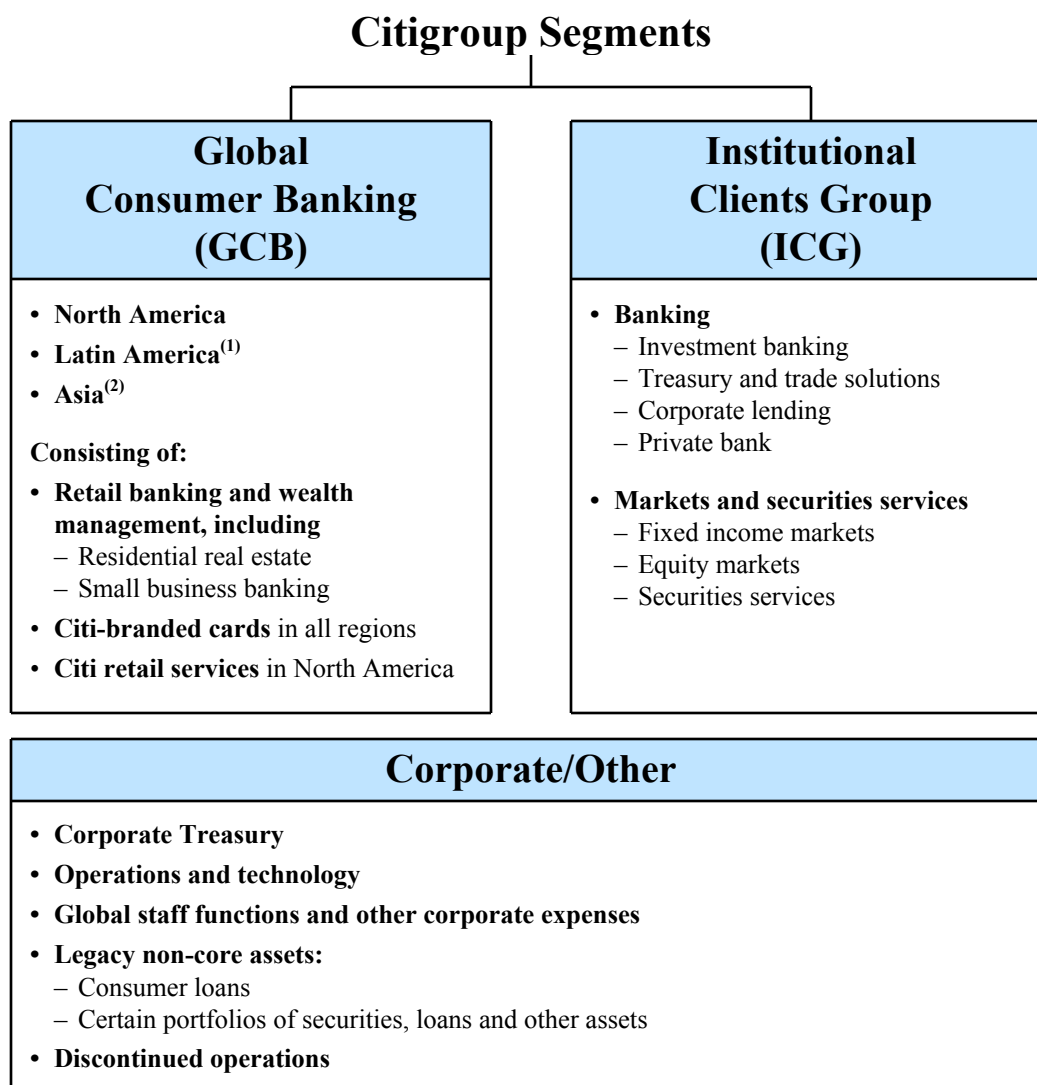 Citigroup Segments
Global
Consumer Banking
(GCB)
• North America
• Latin America(1)
• Asia(2)
Consisting of:
• Retail banking and wealth
management, including
– Residential real estate
– Small business banking
• Citi-branded cards in all regions
• Citi retail services in North America
Institutional
Clients Group
(ICG)
• Banking
– Investment banking
– Treasury and trade solutions
– Corporate lending
– Private bank
• Markets and securities services
– Fixed income markets
– Equity markets
– Securities services
Corporate/Other
• Corporate Treasury
• Operations and technology
• Global staff functions and other corporate expenses
• Legacy non-core assets:
– Consumer loans
– Certain portfolios of securities, loans and other assets
• Discontinued operations